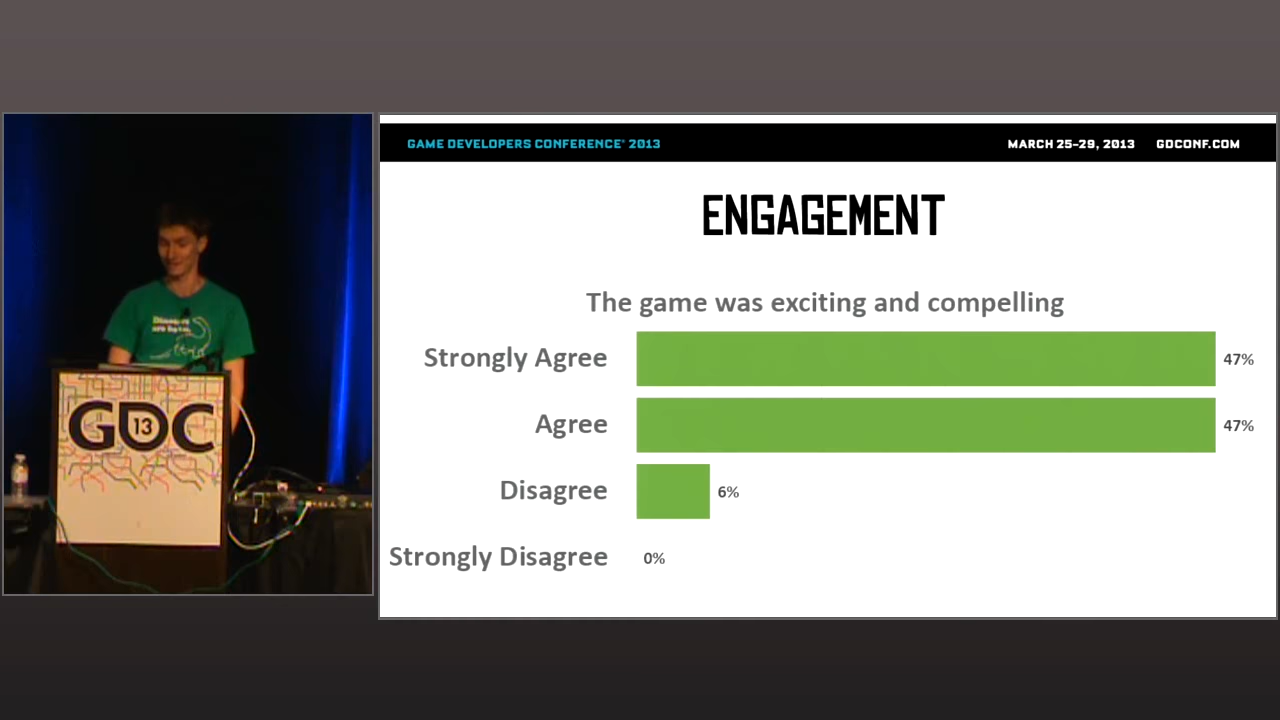 GAME DEVELOPERS CONFERENCE® 2013
MARCH 25-29, 2013 GDCONF.COM
ENGAGEMENT
The game was exciting and compelling
Strongly Agree 47%
Agree 47%
Disagree 6%
Strongly Disagree 0%
GDC
13